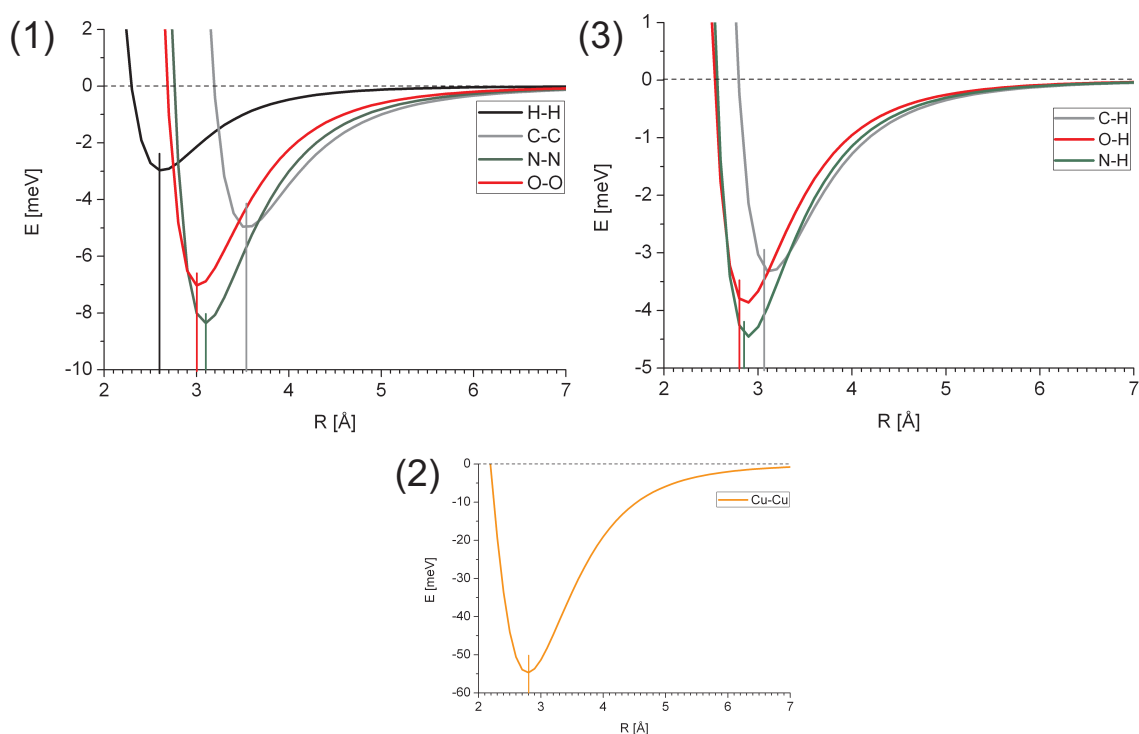 (1)
2
0
-2
-4
-6
-8
-10
E [meV]
2 3 4 5 6 7
R [Å]
H-H
C-C
N-N
O-O
(3)
1
0
-1
-2
-3
-4
-5
E [meV]
2 3 4 5 6 7
R [Å]
C-H
O-H
N-H
(2)
0
-10
-20
-30
-40
-50
-60
E [meV]
2 3 4 5 6 7
R [Å]
Cu-Cu